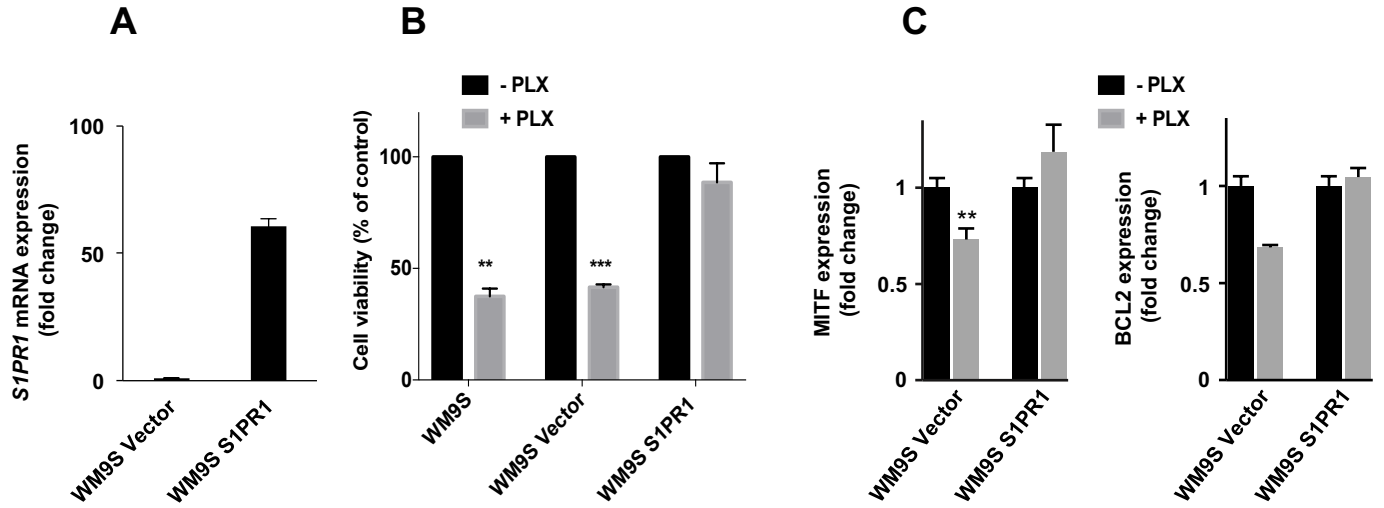 A
S1PR1 mRNA expression
(fold change)
100
50
0
WM9S Vector
WM9S S1PR1
B
- PLX
+ PLX
Cell viability (% of control)
100
50
0
**
***
WM9S
WM9S Vector
WM9S S1PR1
C
- PLX
+ PLX
MITF expression
(fold change)
1
0.5
0
**
WM9S Vector
WM9S S1PR1
BCL2 expression
(fold change)
1
0.5
0
WM9S Vector
WM9S S1PR1